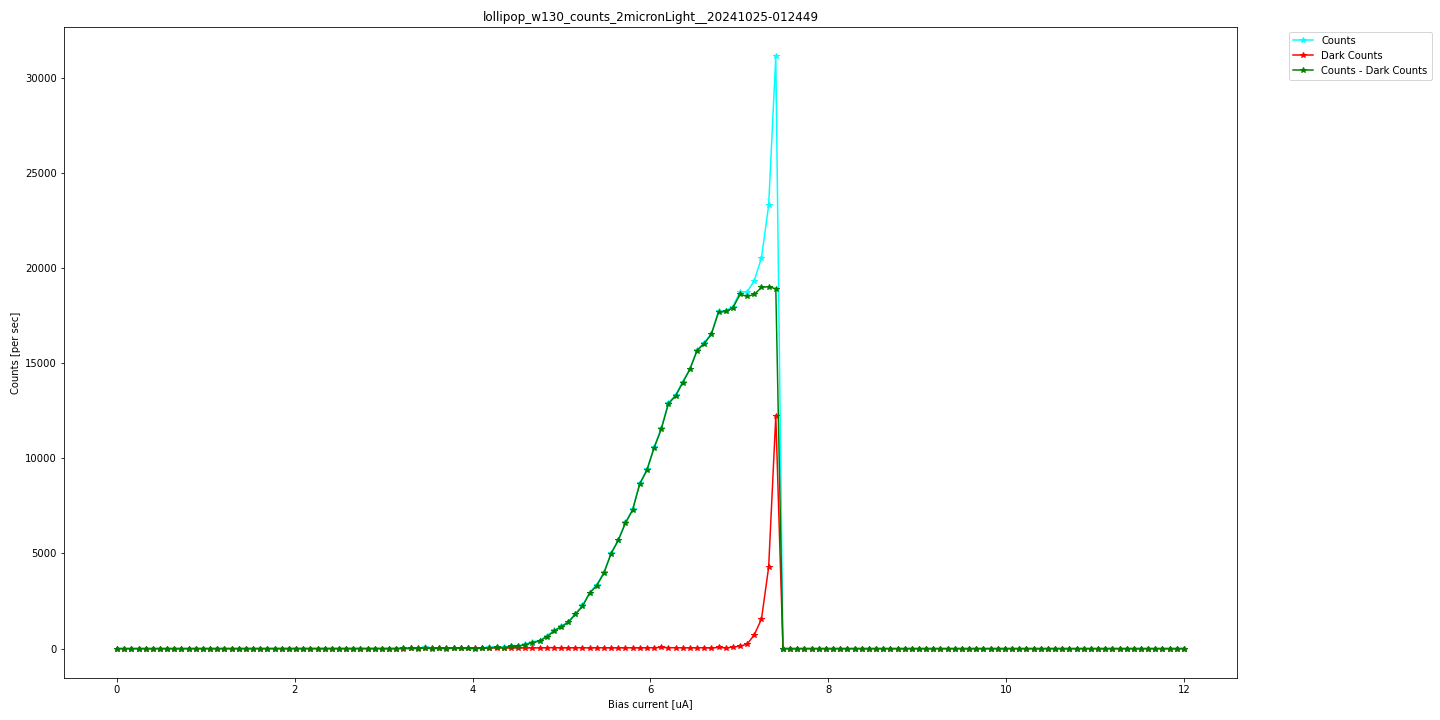 lollipop_w130_counts_2micronLight__20241025-012449
Counts
Dark Counts
Counts - Dark Counts
30000
25000
20000
15000
10000
5000
0
Counts [per sec]
0 2 4 6 8 10 12
Bias current [uA]